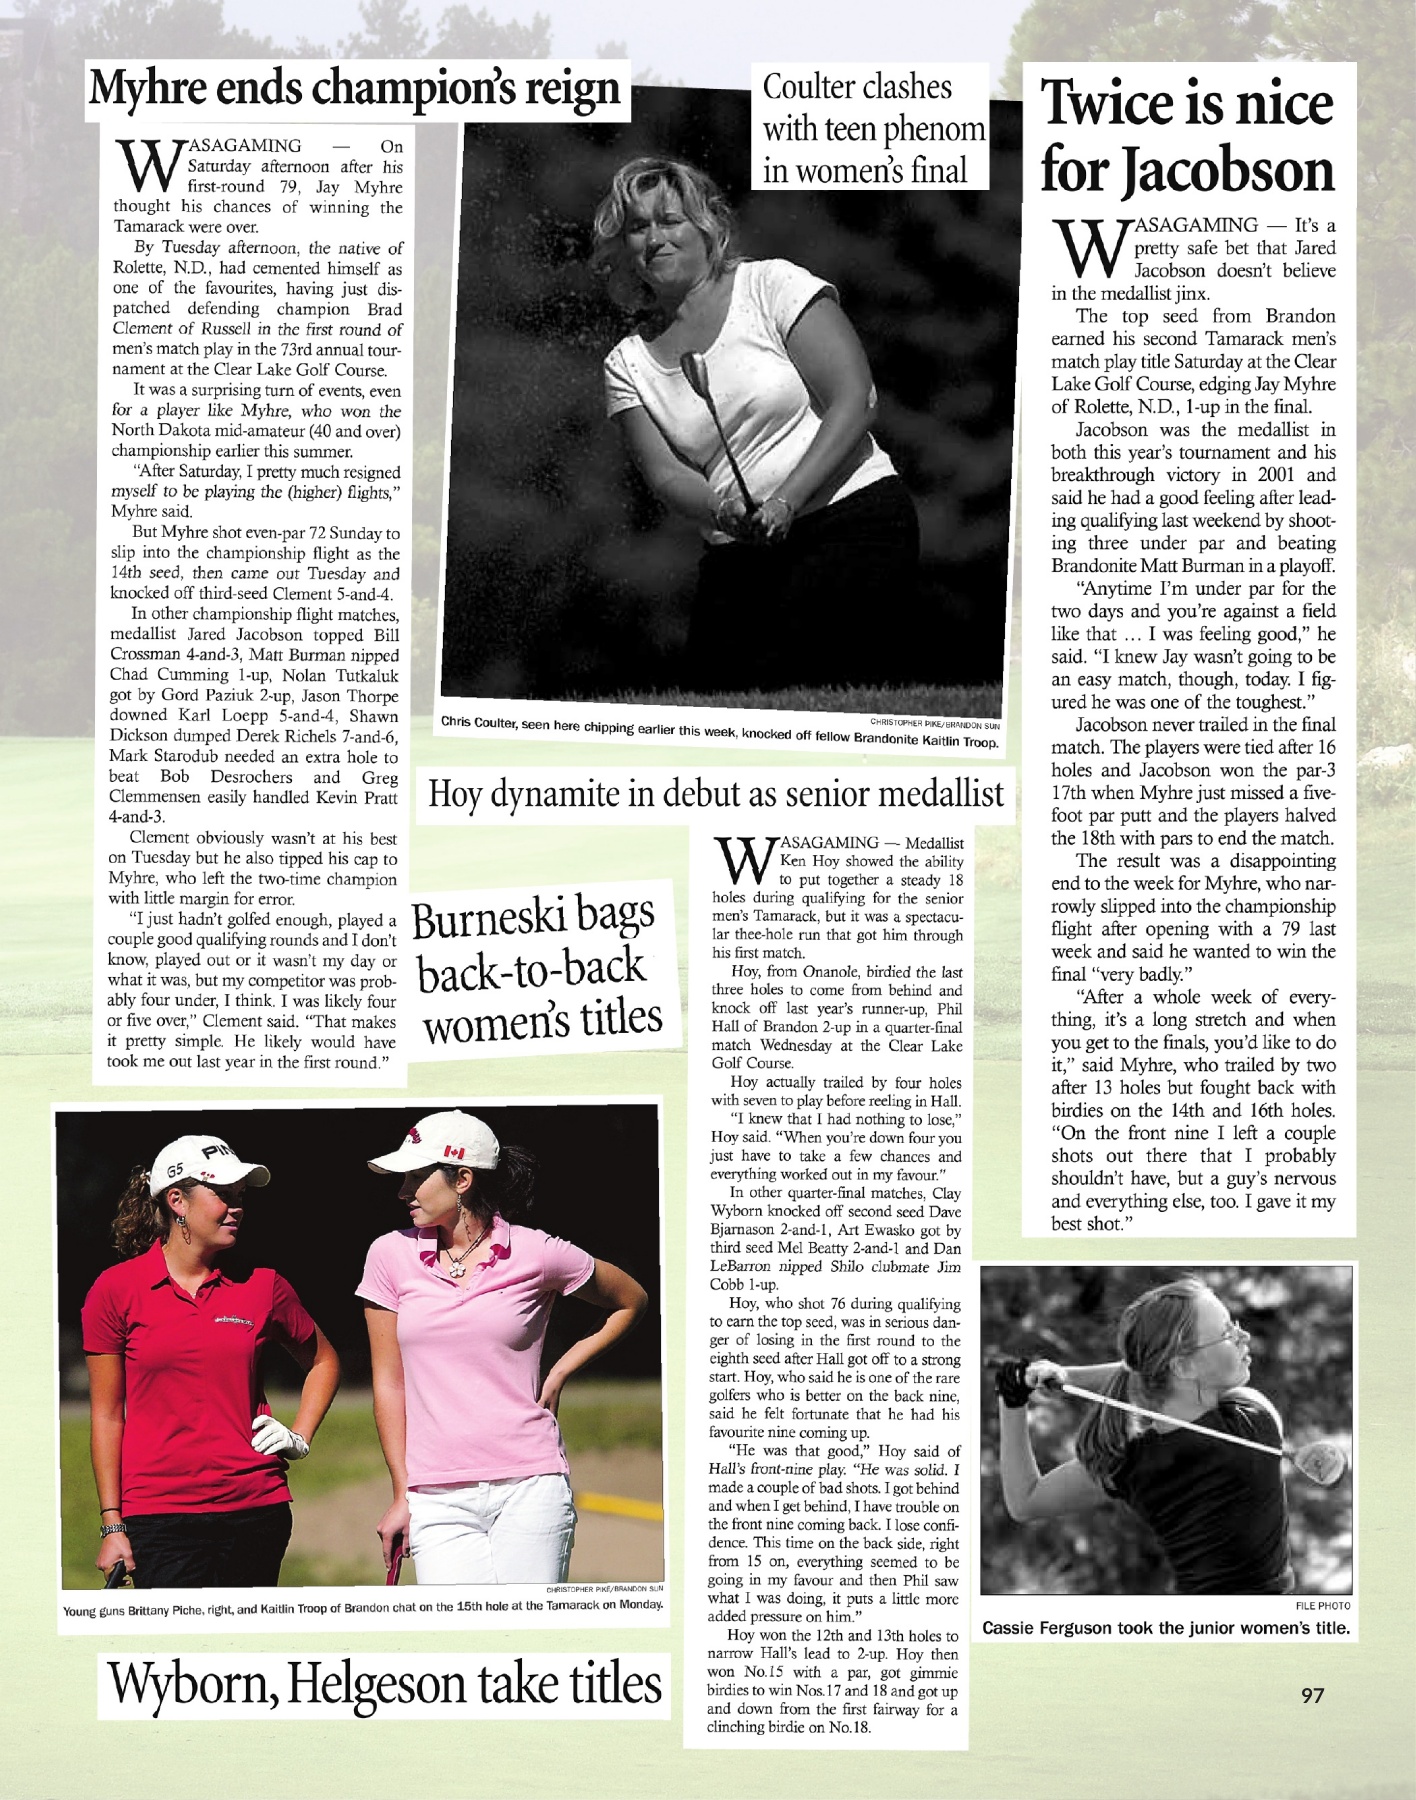 Myhre ends champion's reign
WASAGAMING — On
Saturday afternoon after his
first-round 79, Jay Myhre
thought his chances of winning the
Tamarack were over.
By Tuesday afternoon, the native of
Rolette, N.D., had cemented himself as
one of the favourites, having just dis-
patched defending champion Brad
Clement of Russell in the first round of
men's match play in the 73rd annual tour-
nament at the Clear Lake Golf Course.
It was a surprising turn of events, even
for a player like Myhre, who won the
North Dakota mid-amateur (40 and over)
championship earlier this summer.
"After Saturday, I pretty much resigned
myself to be playing the (higher) flights,"
Myhre said.
But Myhre shot even-par 72 Sunday to
slip into the championship flight as the
14th seed, then came out Tuesday and
knocked off third-seed Clement 5-and-4.
In other championship flight matches,
medallist Jared Jacobson topped Bill
Crossman 4-and-3, Matt Burman nipped
Chad Cumming 1-up, Nolan Tutkaluk
got by Gord Paziuk 2-up, Jason Thorpe
downed Karl Loepp 5-and-4, Shawn
Dickson dumped Derek Richels 7-and-6,
Mark Starodub needed an extra hole to
beat Bob Desrochers and Greg
Clemmensen easily handled Kevin Pratt
4-and-3.
Clement obviously wasn't at his best
on Tuesday but he also tipped his cap to
Myhre, who left the two-time champion
with little margin for error.
"I just hadn't golfed enough, played a
couple good qualifying rounds and I don't
know, played out or it wasn't my day or
what it was, but my competitor was prob-
ably four under, I think. I was likely four
or five over," Clement said. "That makes
it pretty simple. He likely would have
took me out last year in the first round."
Coulter clashes
with teen phenom
in women's final
CHRISTOPHER PIKE/BRANDON SUN
Chris Coulter, seen here chipping earlier this week, knocked off fellow Brandonite Kaitlin Troop.
Hoy dynamite in debut as senior medallist
WASAGAMING — Medallist
Ken Hoy showed the ability
to put together a steady 18
holes during qualifying for the senior
men's Tamarack, but it was a spectacu-
lar thee-hole run that got him through
his first match.
Hoy, from Onanole, birdied the last
three holes to come from behind and
knock off last year's runner-up, Phil
Hall of Brandon 2-up in a quarter-final
match Wednesday at the Clear Lake
Golf Course.
Hoy actually trailed by four holes
with seven to play before reeling in Hall.
"I knew that I had nothing to lose,"
Hoy said. "When you're down four you
just have to take a few chances and
everything worked out in my favour."
In other quarter-final matches, Clay
Wyborn knocked off second seed Dave
Bjarnason 2-and-1, Art Ewasko got by
third seed Mel Beatty 2-and-1 and Dan
LeBarron nipped Shilo clubmate Jim
Cobb 1-up.
Hoy, who shot 76 during qualifying
to earn the top seed, was in serious dan-
ger of losing in the first round to the
eighth seed after Hall got off to a strong
start. Hoy, who said he is one of the rare
golfers who is better on the back nine,
said he felt fortunate that he had his
favourite nine coming up.
"He was that good," Hoy said of
Hall's front-nine play. "He was solid. I
made a couple of bad shots. I got behind
and when I get behind, I have trouble on
the front nine coming back. I lose confi-
dence. This time on the back side, right
from 15 on, everything seemed to be
going in my favour and then Phil saw
what I was doing, it puts a little more
added pressure on him."
Hoy won the 12th and 13th holes to
narrow Hall's lead to 2-up. Hoy then
won No.15 with a par, got gimmie
birdies to win Nos.17 and 18 and got up
and down from the first fairway for a
clinching birdie on No.18.
Burneski bags
back-to-back
women's titles
G5 PING
CHRISTOPHER PIKE/BRANDON SUN
Young guns Brittany Piche, right, and Kaitlin Troop of Brandon chat on the 15th hole at the Tamarack on Monday.
Wyborn, Helgeson take titles
Twice is nice
for Jacobson
WASAGAMING — It's a
pretty safe bet that Jared
Jacobson doesn't believe
in the medallist jinx.
The top seed from Brandon
earned his second Tamarack men's
match play title Saturday at the Clear
Lake Golf Course, edging Jay Myhre
of Rolette, N.D., 1-up in the final.
Jacobson was the medallist in
both this year's tournament and his
breakthrough victory in 2001 and
said he had a good feeling after lead-
ing qualifying last weekend by shoot-
ing three under par and beating
Brandonite Matt Burman in a playoff.
"Anytime I'm under par for the
two days and you're against a field
like that ... I was feeling good," he
said. "I knew Jay wasn't going to be
an easy match, though, today. I fig-
ured he was one of the toughest."
Jacobson never trailed in the final
match. The players were tied after 16
holes and Jacobson won the par-3
17th when Myhre just missed a five-
foot par putt and the players halved
the 18th with pars to end the match.
The result was a disappointing
end to the week for Myhre, who nar-
rowly slipped into the championship
flight after opening with a 79 last
week and said he wanted to win the
final "very badly."
"After a whole week of every-
thing, it's a long stretch and when
you get to the finals, you'd like to do
it," said Myhre, who trailed by two
after 13 holes but fought back with
birdies on the 14th and 16th holes.
"On the front nine I left a couple
shots out there that I probably
shouldn't have, but a guy's nervous
and everything else, too. I gave it my
best shot."
FILE PHOTO
Cassie Ferguson took the junior women's title.
97